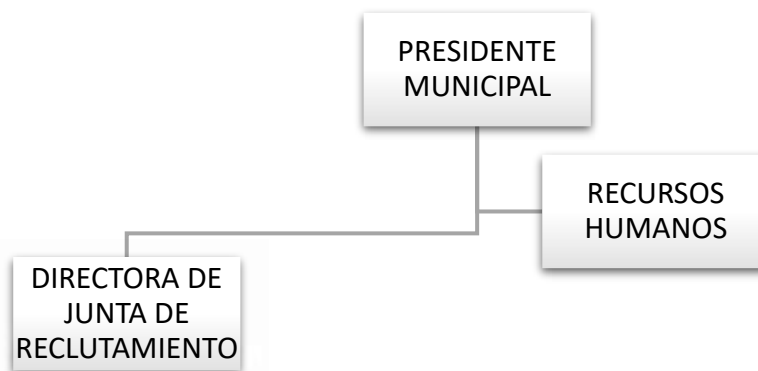 PRESIDENTE
MUNICIPAL
RECURSOS
HUMANOS
DIRECTORA DE
JUNTA DE
RECLUTAMIENTO